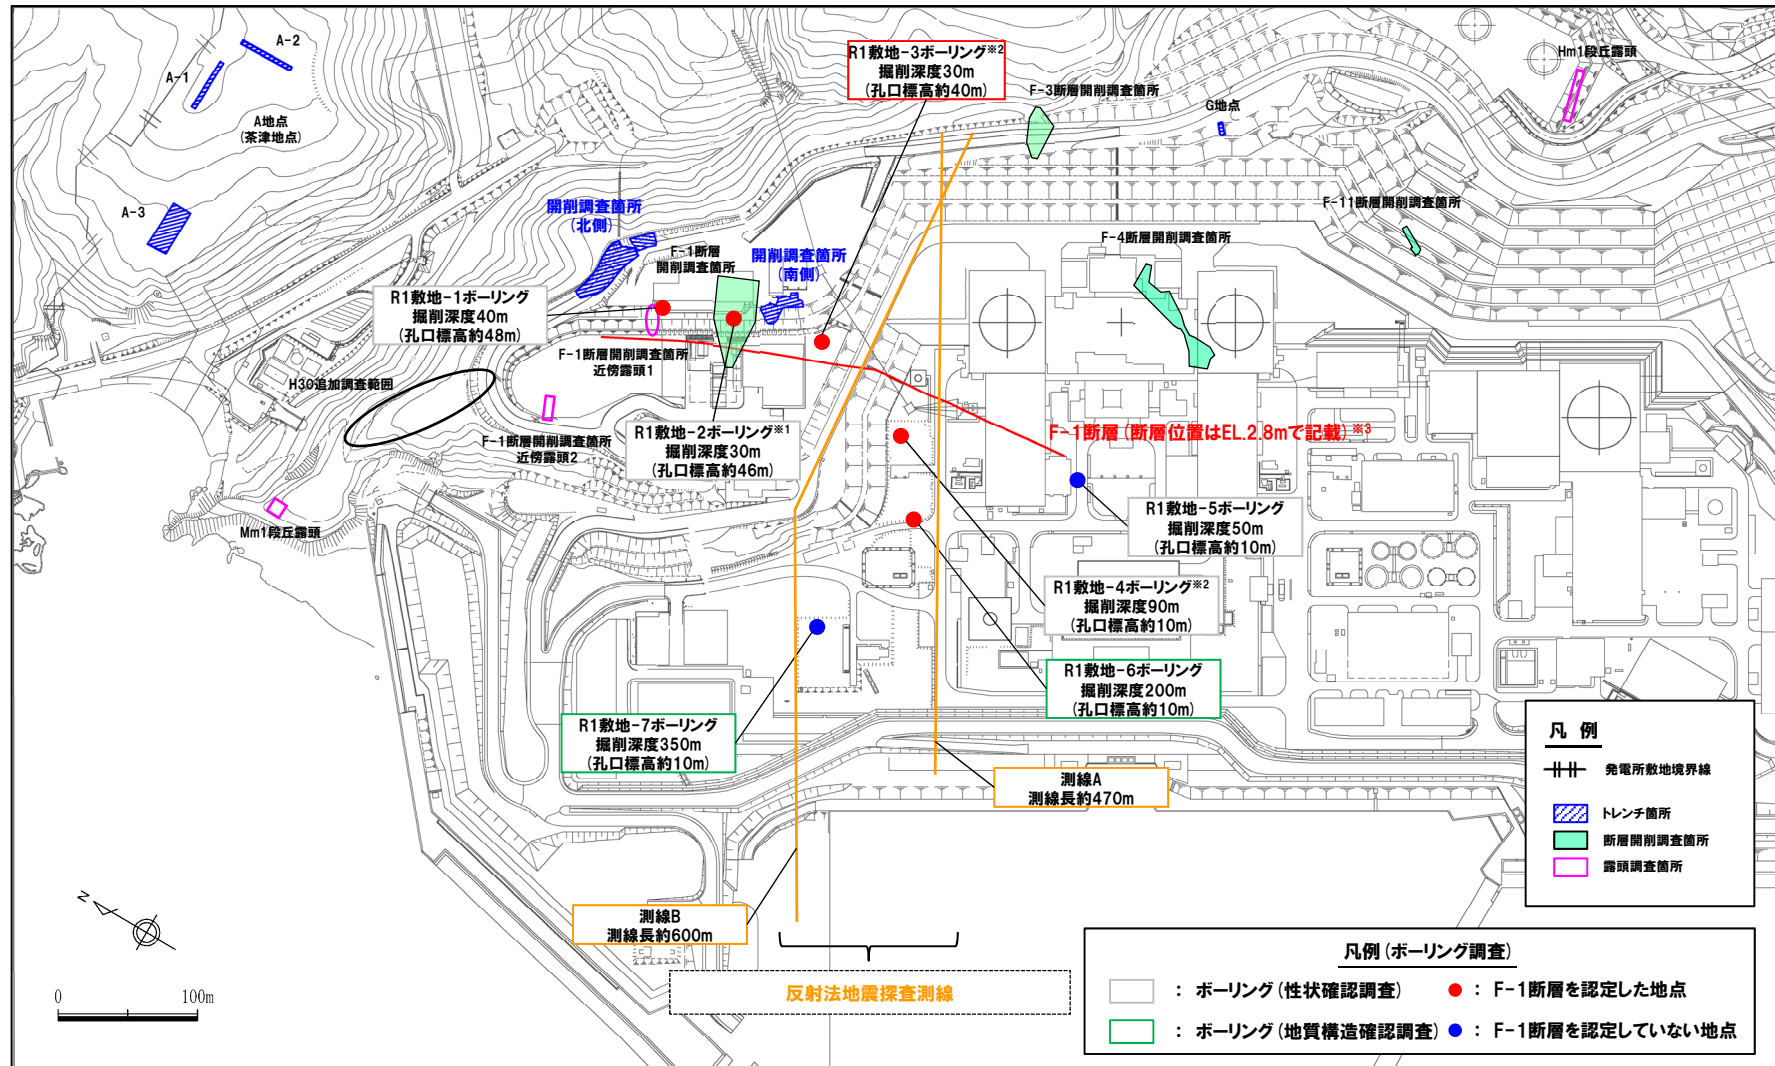 A-2
A-1
A地点
(茶津地点)
A-3
R1敷地-3ボーリング※2
掘削深度30m
(孔口標高約40m)
F-3断層開削調査箇所
G地点
Hm1段丘露頭
F-11断層開削調査箇所
F-4断層開削調査箇所
開削調査箇所
(北側)
F-1断層
開削調査箇所
開削調査箇所
(南側)
R1敷地-1ボーリング
掘削深度40m
(孔口標高約48m)
F-1断層開削調査箇所
近傍露頭1
H30追加調査範囲
F-1断層開削調査箇所
近傍露頭2
R1敷地-2ボーリング※1
掘削深度30m
(孔口標高約46m)
F-1断層(断層位置はEL.2.8mで記載)※3
Mm1段丘露頭
R1敷地-5ボーリング
掘削深度50m
(孔口標高約10m)
R1敷地-4ボーリング※2
掘削深度90m
(孔口標高約10m)
R1敷地-6ボーリング
掘削深度200m
(孔口標高約10m)
R1敷地-7ボーリング
掘削深度350m
(孔口標高約10m)
測線A
測線長約470m
測線B
測線長約600m
反射法地震探査測線
N
0 100m
凡 例
発電所敷地境界線
トレンチ箇所
断層開削調査箇所
露頭調査箇所
凡例(ボーリング調査)
: ボーリング(性状確認調査) : F-1断層を認定した地点
: ボーリング(地質構造確認調査) : F-1断層を認定していない地点